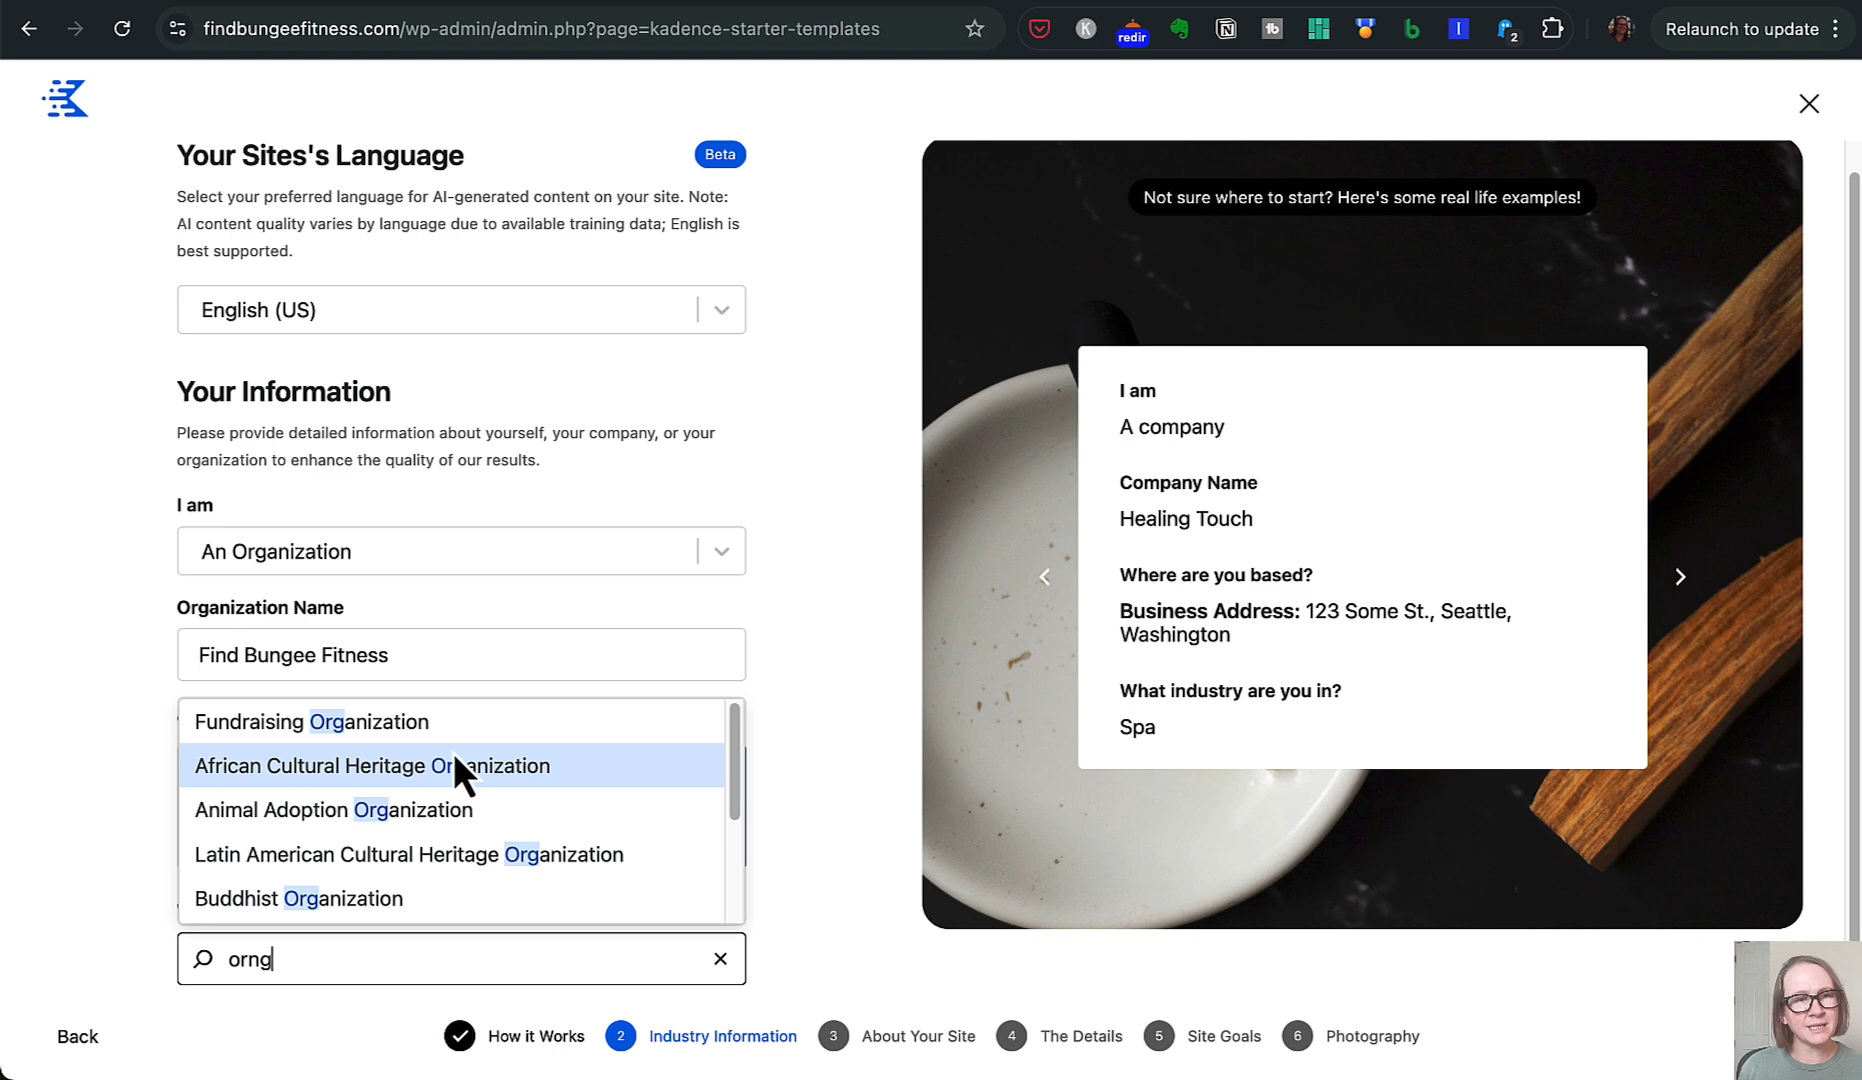 findbungeefitness.com/wp-admin/admin.php?page=kadence-starter-templates
K
redir
tb
b
I
2
Relaunch to update
Your Sites's Language
Beta
Select your preferred language for AI-generated content on your site. Note:
AI content quality varies by language due to available training data; English is
best supported.
English (US)
Your Information
Please provide detailed information about yourself, your company, or your
organization to enhance the quality of our results.
I am
An Organization
Organization Name
Find Bungee Fitness
Fundraising Organization
African Cultural Heritage Organization
Animal Adoption Organization
Latin American Cultural Heritage Organization
Buddhist Organization
orng
Not sure where to start? Here's some real life examples!
I am
A company
Company Name
Healing Touch
Where are you based?
Business Address: 123 Some St., Seattle,
Washington
What industry are you in?
Spa
Back
How it Works
2 Industry Information
3 About Your Site
4 The Details
5 Site Goals
6 Photography